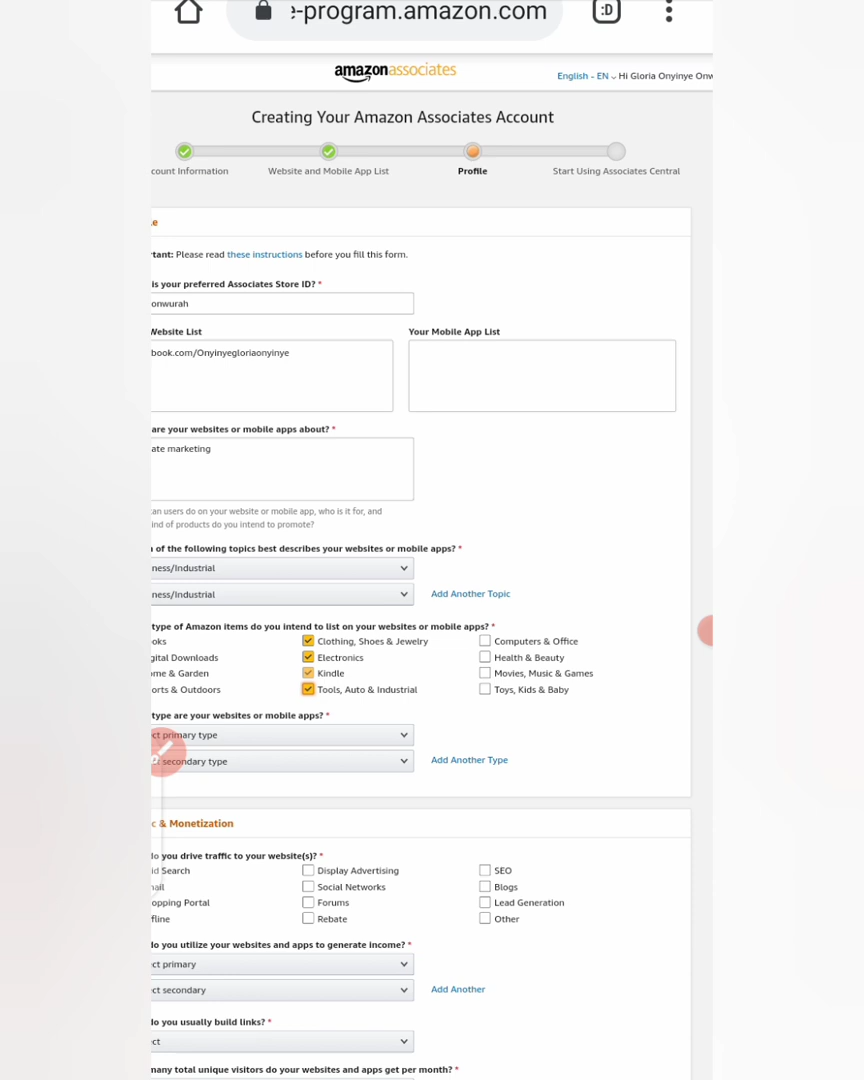 :-program.amazon.com
:D
amazonassociates
English - EN Hi Gloria Onyinye Onw
Creating Your Amazon Associates Account
count Information
Website and Mobile App List
Profile
Start Using Associates Central
le
rtant: Please read these instructions before you fill this form.
is your preferred Associates Store ID? *
onwurah
Website List
Your Mobile App List
book.com/Onyinyegloriaonyinye
are your websites or mobile apps about? *
ate marketing
can users do on your website or mobile app, who is it for, and
ind of products do you intend to promote?
of the following topics best describes your websites or mobile apps? *
ness/Industrial
ness/Industrial
Add Another Topic
type of Amazon items do you intend to list on your websites or mobile apps? *
oks Clothing, Shoes & Jewelry Computers & Office
gital Downloads Electronics Health & Beauty
me & Garden Kindle Movies, Music & Games
orts & Outdoors Tools, Auto & Industrial Toys, Kids & Baby
type are your websites or mobile apps? *
ct primary type
secondary type
Add Another Type
c & Monetization
do you drive traffic to your website(s)? *
id Search Display Advertising SEO
ail Social Networks Blogs
opping Portal Forums Lead Generation
ffline Rebate Other
do you utilize your websites and apps to generate income? *
ct primary
ct secondary
Add Another
do you usually build links? *
ct
many total unique visitors do your websites and apps get per month? *